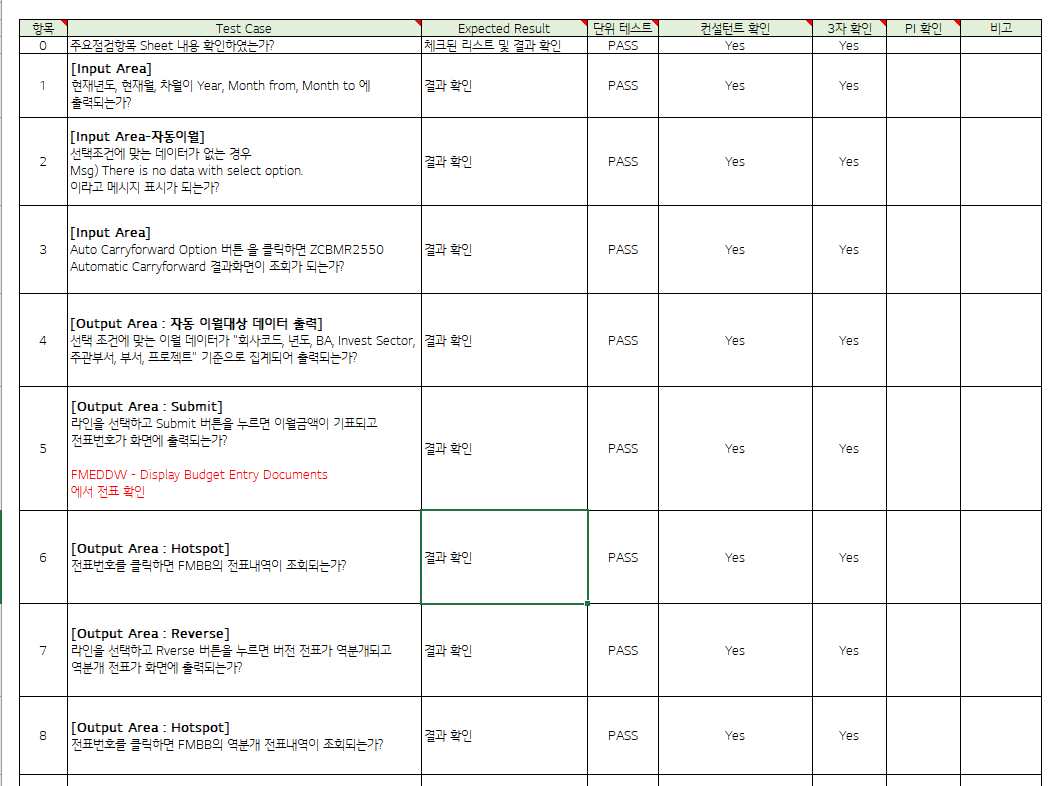 항목 Test Case Expected Result 단위 테스트 컨설턴트 확인 3자 확인 PI 확인 비고
0 주요점검항목 Sheet 내용 확인하였는가? 체크된 리스트 및 결과 확인 PASS Yes Yes
[Input Area]
1 현재년도, 현재월, 차월이 Year, Month from, Month to 에 결과 확인 PASS Yes Yes
출력되는가?
[Input Area-자동이월]
선택조건에 맞는 데이터가 없는 경우
2 Msg) There is no data with select option. 결과 확인 PASS Yes Yes
이라고 메시지 표시가 되는가?
[Input Area]
3 Auto Carryforward Option 버튼 을 클릭하면 ZCBMR2550 결과 확인 PASS Yes Yes
Automatic Carryforward 결과화면이 조회가 되는가?
[Output Area : 자동 이월대상 데이터 출력]
4 선택 조건에 맞는 이월 데이터가 "회사코드, 년도, BA, Invest Sector, 결과 확인 PASS Yes Yes
주관부서, 부서, 프로젝트" 기준으로 집계되어 출력되는가?
[Output Area : Submit]
라인을 선택하고 Submit 버튼을 누르면 이월금액이 기표되고
전표번호가 화면에 출력되는가?
5 결과 확인 PASS Yes Yes
FMEDDW - Display Budget Entry Documents
에서 전표 확인
[Output Area : Hotspot]
6 전표번호를 클릭하면 FMBB의 전표내역이 조회되는가? 결과 확인 PASS Yes Yes
[Output Area : Reverse]
7 라인을 선택하고 Rverse 버튼을 누르면 버전 전표가 역분개되고 결과 확인 PASS Yes Yes
역분개 전표가 화면에 출력되는가?
[Output Area : Hotspot]
8 전표번호를 클릭하면 FMBB의 역분개 전표내역이 조회되는가? 결과 확인 PASS Yes Yes